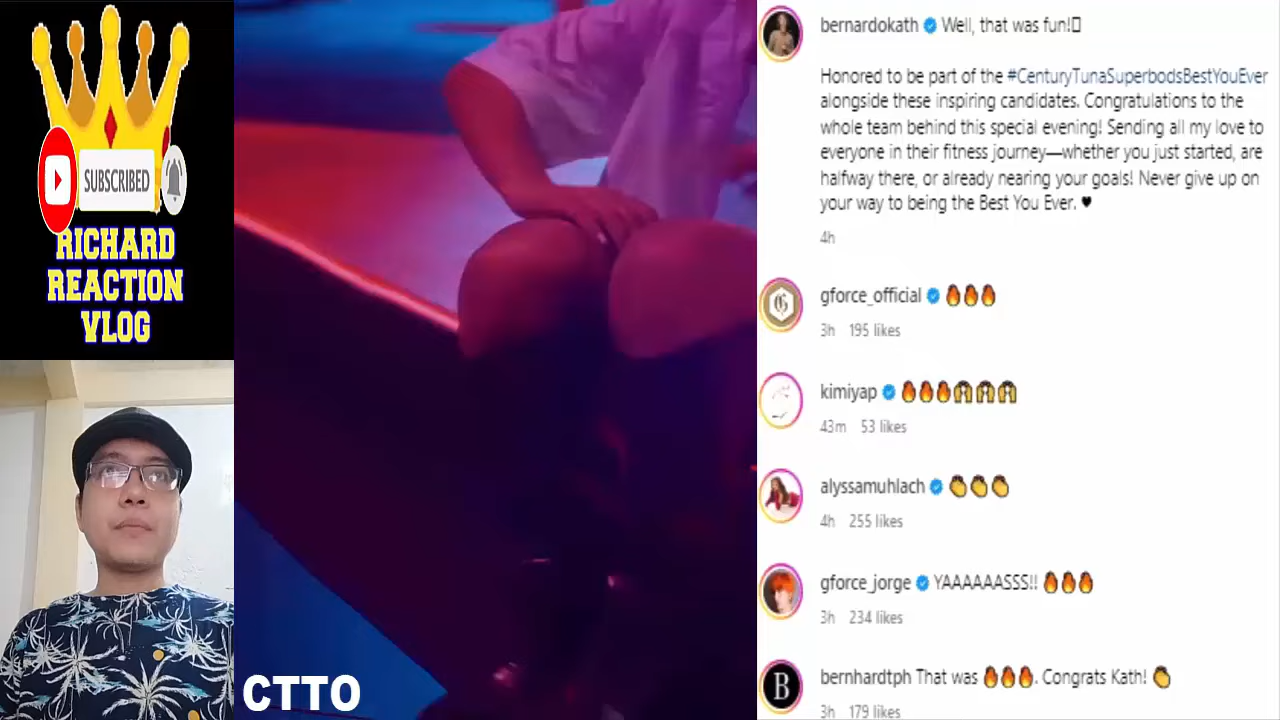 SUBSCRIBED
RICHARD
REACTION
VLOG
CTTO
bernardokath Well, that was fun!
Honored to be part of the #CenturyTunaSuperbodsBestYouEver
alongside these inspiring candidates. Congratulations to the
whole team behind this special evening! Sending all my love to
everyone in their fitness journey—whether you just started, are
halfway there, or already nearing your goals! Never give up on
your way to being the Best You Ever. ♥
4h
gforce_official 🔥🔥🔥
3h 195 likes
kimiyap 🔥🔥🔥🙌🙌🙌
43m 53 likes
alyssamuhlach 👏👏👏
4h 255 likes
gforce_jorge YAAAAAASSS!! 🔥🔥🔥
3h 234 likes
B
bernhardtph That was 🔥🔥🔥. Congrats Kath! 👏
3h 179 likes